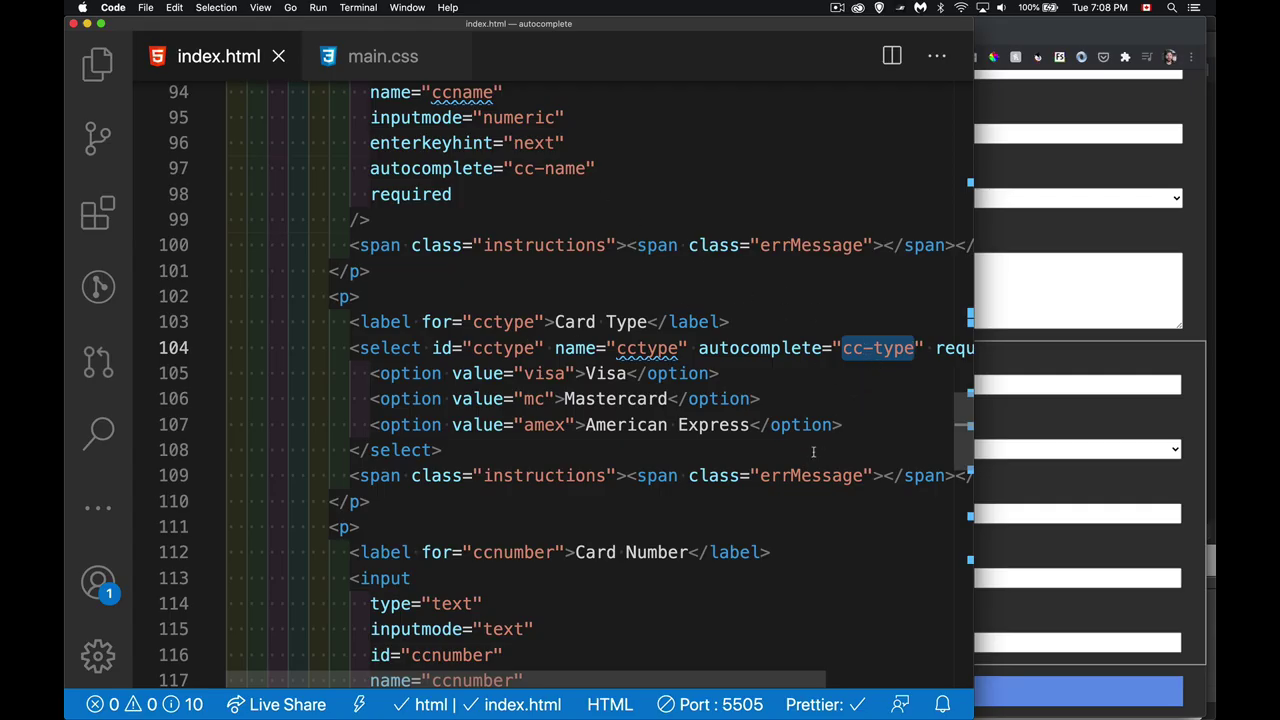 Code File Edit Selection View Go Run Terminal Window Help 100% Tue 7:08 PM
index.html — autocomplete
index.html main.css
94 name="ccname"
95 inputmode="numeric"
96 enterkeyhint="next"
97 autocomplete="cc-name"
98 required
99 />
100 <span class="instructions"><span class="errMessage"></span></
101 </p>
102 <p>
103 <label for="cctype">Card Type</label>
104 <select id="cctype" name="cctype" autocomplete="cc-type" requ
105 <option value="visa">Visa</option>
106 <option value="mc">Mastercard</option>
107 <option value="amex">American Express</option>
108 </select>
109 <span class="instructions"><span class="errMessage"></span></
110 </p>
111 <p>
112 <label for="ccnumber">Card Number</label>
113 <input
114 type="text"
115 inputmode="text"
116 id="ccnumber"
117 name="ccnumber"
1
0 0 10 Live Share html | index.html HTML Port : 5505 Prettier: